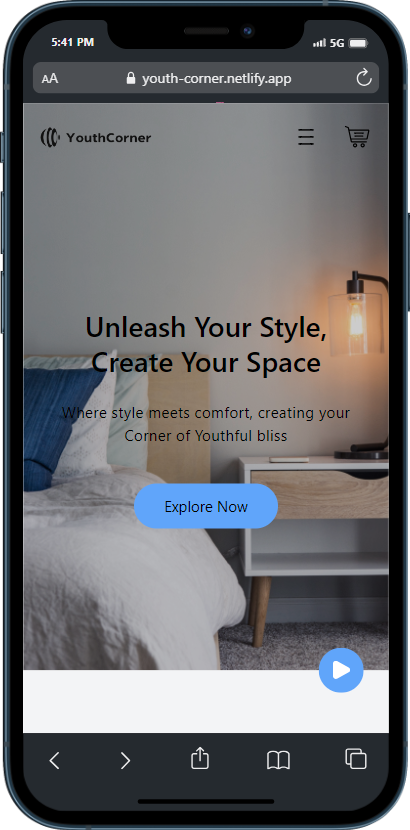 5:41 PM
5G
AA
youth-corner.netlify.app
YouthCorner
Unleash Your Style,
Create Your Space
Where style meets comfort, creating your
Corner of Youthful bliss
Explore Now